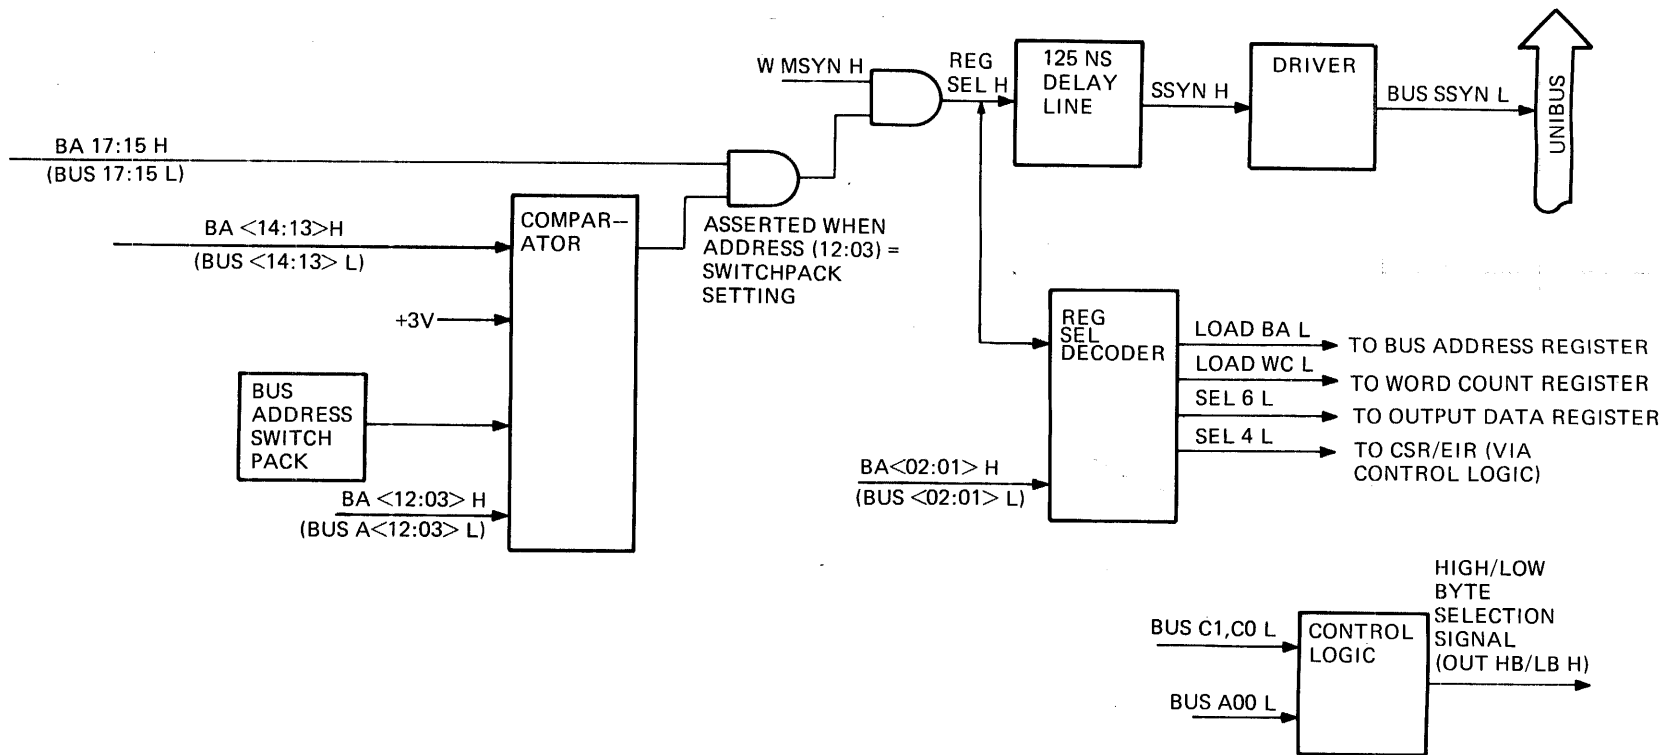 W MSYN H
REG
SEL H
125 NS
DELAY
LINE
SSYN H
DRIVER
BUS SSYN L
UNIBUS
BA 17:15 H
(BUS 17:15 L)
BA <14:13>H
(BUS <14:13> L)
COMPAR-
ATOR
ASSERTED WHEN
ADDRESS (12:03) =
SWITCHPACK
SETTING
+3V
BUS
ADDRESS
SWITCH
PACK
BA <12:03> H
(BUS A<12:03> L)
REG
SEL
DECODER
LOAD BA L
TO BUS ADDRESS REGISTER
LOAD WC L
TO WORD COUNT REGISTER
SEL 6 L
TO OUTPUT DATA REGISTER
SEL 4 L
TO CSR/EIR (VIA
CONTROL LOGIC)
BA<02:01> H
(BUS <02:01> L)
BUS C1,C0 L
BUS A00 L
CONTROL
LOGIC
HIGH/LOW
BYTE
SELECTION
SIGNAL
(OUT HB/LB H)